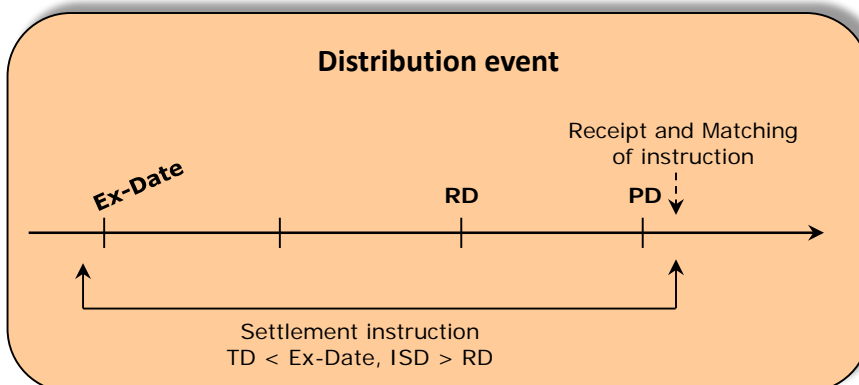 Distribution event
Receipt and Matching
of instruction
Ex-Date
RD
PD
Settlement instruction
TD < Ex-Date, ISD > RD